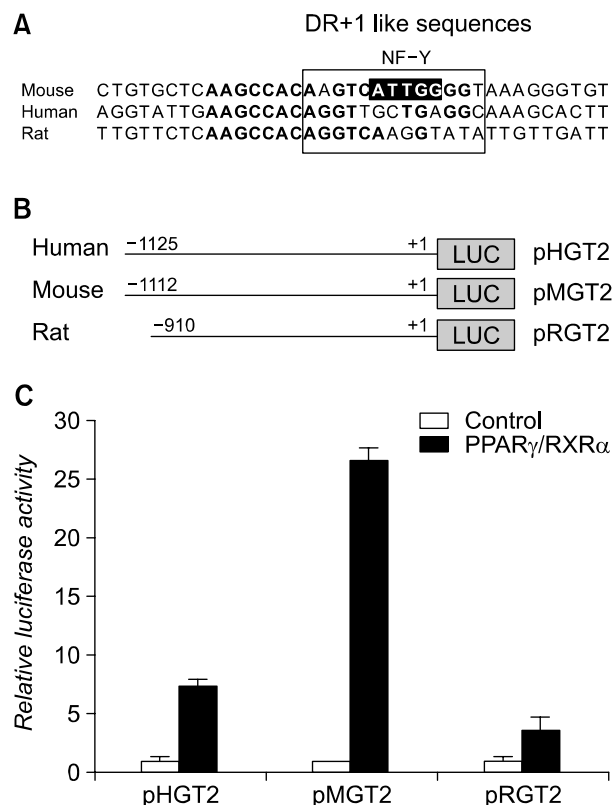 A
DR+1 like sequences
NF-Y
Mouse CTGTGCTCAAGCCACAAAGTCATTGGGGTAAAGGGTGT
Human AGGTATTGAAGCCACAGGTTGCTGAGGCAAAGCACTT
Rat TTGTTCTCAAGCCACAGGTCAAGGTATATTGTTGATT
B
Human −1125 +1 LUC pHGT2
Mouse −1112 +1 LUC pMGT2
Rat −910 +1 LUC pRGT2
C
Relative luciferase activity
30
25
20
15
10
5
0
Control
PPARγ/RXRα
pHGT2 pMGT2 pRGT2